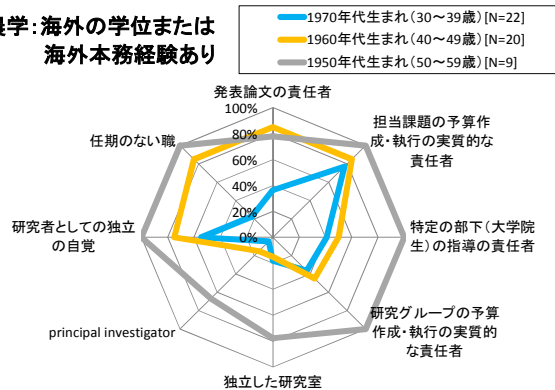 農学：海外の学位または
海外本務経験あり
1970年代生まれ（30～39歳）[N=22]
1960年代生まれ（40～49歳）[N=20]
1950年代生まれ（50～59歳）[N=9]
発表論文の責任者
担当課題の予算作
成・執行の実質的な
責任者
特定の部下（大学院
生）の指導の責任者
研究グループの予算
作成・執行の実質的
な責任者
独立した研究室
principal investigator
研究者としての独立
の自覚
任期のない職
100%
80%
60%
40%
20%
0%